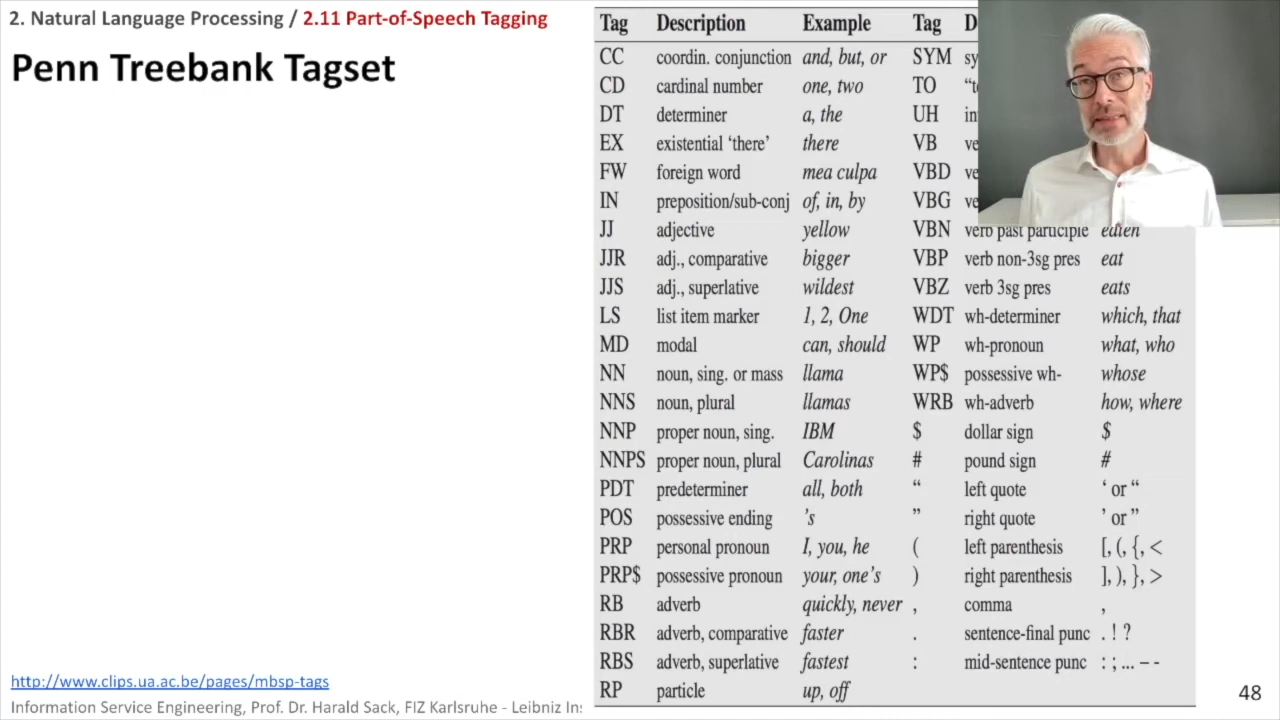 2. Natural Language Processing / 2.11 Part-of-Speech Tagging
Penn Treebank Tagset
Tag Description Example Tag
CC coordin. conjunction and, but, or SYM
CD cardinal number one, two TO
DT determiner a, the UH
EX existential ‘there’ there VB
FW foreign word mea culpa VBD
IN preposition/sub-conj of, in, by VBG
JJ adjective yellow VBN verb past participle eaten
JJR adj., comparative bigger VBP verb non-3sg pres eat
JJS adj., superlative wildest VBZ verb 3sg pres eats
LS list item marker 1, 2, One WDT wh-determiner which, that
MD modal can, should WP wh-pronoun what, who
NN noun, sing. or mass llama WP$ possessive wh- whose
NNS noun, plural llamas WRB wh-adverb how, where
NNP proper noun, sing. IBM $ dollar sign $
NNPS proper noun, plural Carolinas # pound sign #
PDT predeterminer all, both “ left quote ‘ or “
POS possessive ending ’s ” right quote ’ or ”
PRP personal pronoun I, you, he ( left parenthesis [, (, {, <
PRP$ possessive pronoun your, one’s ) right parenthesis ], ), }, >
RB adverb quickly, never , comma ,
RBR adverb, comparative faster . sentence-final punc . ! ?
RBS adverb, superlative fastest : mid-sentence punc : ; ... – -
RP particle up, off
http://www.clips.ua.ac.be/pages/mbsp-tags
Information Service Engineering, Prof. Dr. Harald Sack, FIZ Karlsruhe - Leibniz
48